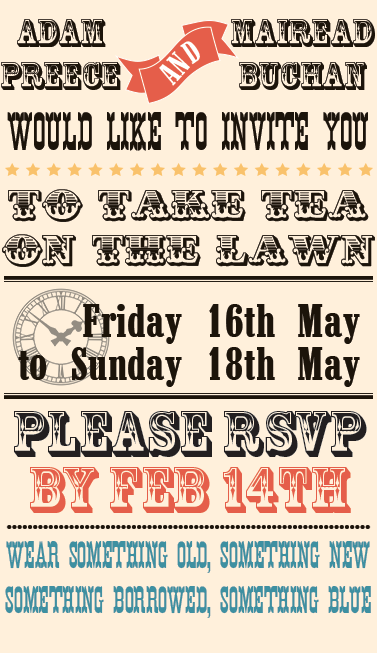 ADAM AND MAIREAD
PREECE BUCHAN
WOULD LIKE TO INVITE YOU
TO TAKE TEA
ON THE LAWN
Friday 16th May
to Sunday 18th May
PLEASE RSVP
BY FEB 14TH
WEAR SOMETHING OLD, SOMETHING NEW
SOMETHING BORROWED, SOMETHING BLUE